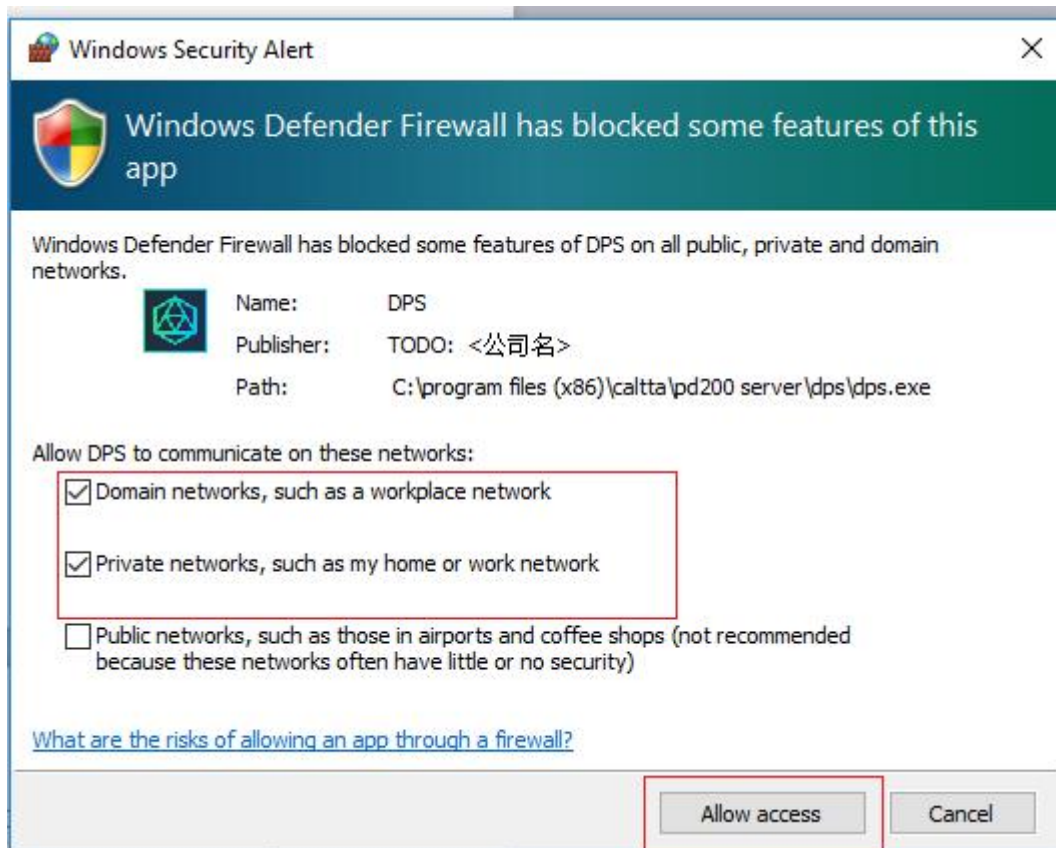 Windows Security Alert
Windows Defender Firewall has blocked some features of this
app
Windows Defender Firewall has blocked some features of DPS on all public, private and domain
networks.
Name: DPS
Publisher: TODO: <公司名>
Path: C:\program files (x86)\caltta\pd200 server\dps\dps.exe
Allow DPS to communicate on these networks:
Domain networks, such as a workplace network
Private networks, such as my home or work network
Public networks, such as those in airports and coffee shops (not recommended
because these networks often have little or no security)
What are the risks of allowing an app through a firewall?
Allow access Cancel